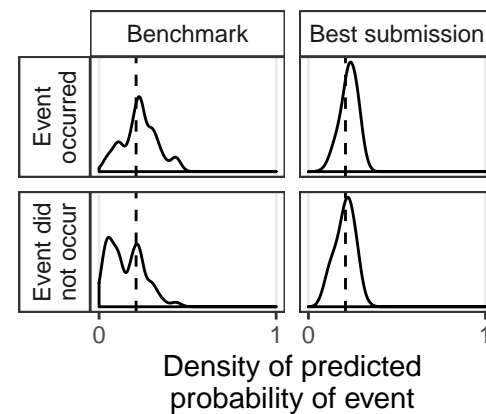 Benchmark
Best submission
Event
occurred
Event did
not occur
0
1
0
1
Density of predicted
probability of event